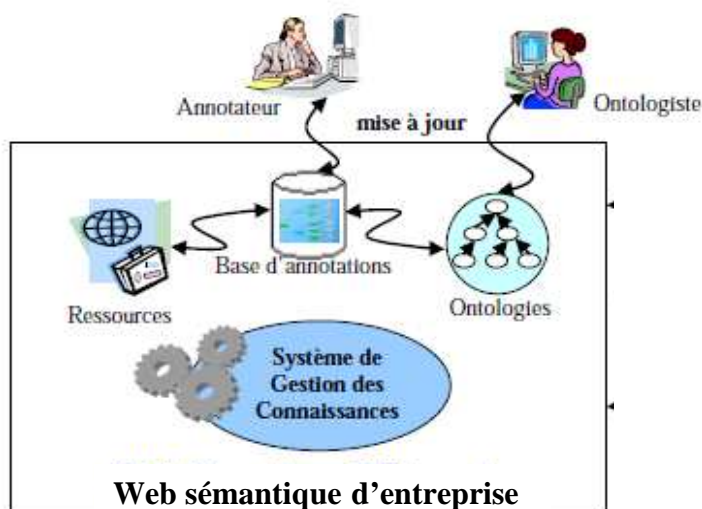 Annotateur
mise à jour
Ontologiste
Base d'annotations
Ressources
Ontologies
Système de
Gestion des
Connaissances
Web sémantique d'entreprise